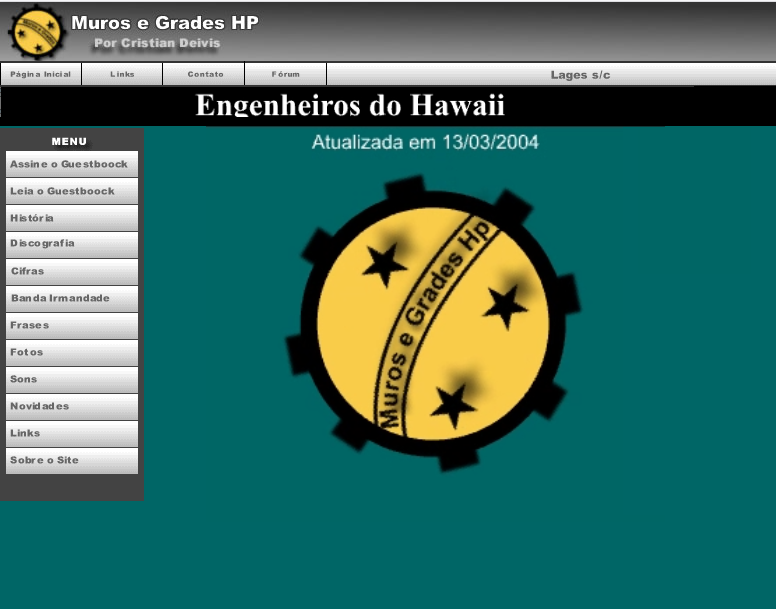 Muros e Grades HP
Por Cristian Deivis
Página Inicial
Links
Contato
Fórum
Lages s/c
Engenheiros do Hawaii
Atualizada em 13/03/2004
MENU
Assine o Guestboock
Leia o Guestboock
História
Discografia
Cifras
Banda Irmandade
Frases
Fotos
Sons
Novidades
Links
Sobre o Site
Muros e Grades Hp